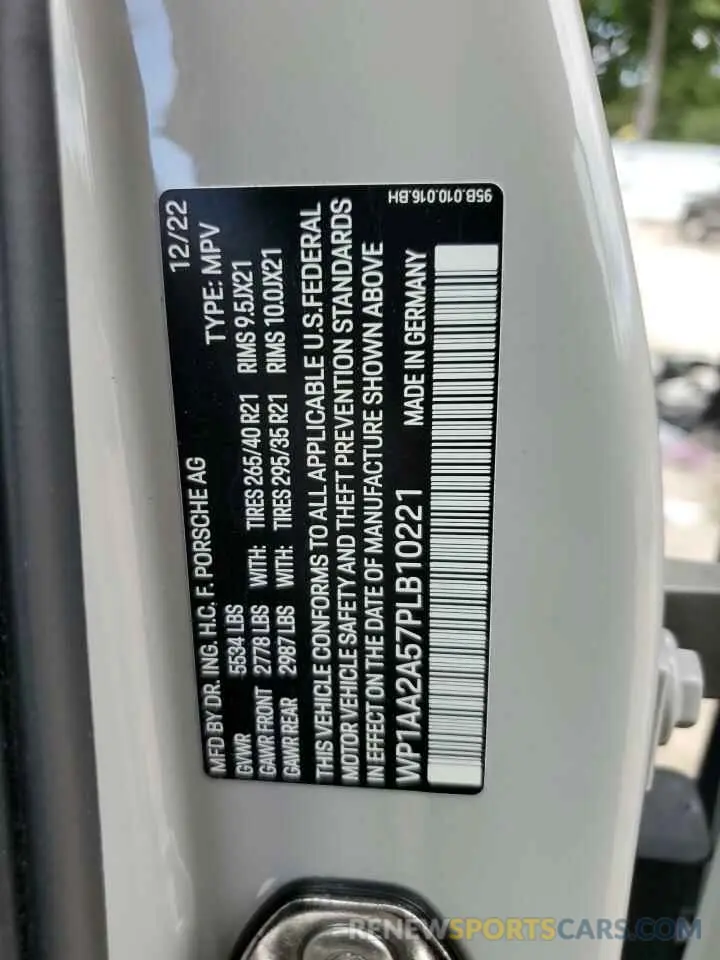 MFD BY DR. ING. H.C. F. PORSCHE AG 12/22
GVWR 5534 LBS TYPE: MPV
GAWR FRONT 2778 LBS WITH: TIRES 265/40 R21 RIMS 9.5JX21
GAWR REAR 2987 LBS WITH: TIRES 295/35 R21 RIMS 10.0JX21
THIS VEHICLE CONFORMS TO ALL APPLICABLE U.S.FEDERAL
MOTOR VEHICLE SAFETY AND THEFT PREVENTION STANDARDS
IN EFFECT ON THE DATE OF MANUFACTURE SHOWN ABOVE
WP1AA2A57PLB10221 MADE IN GERMANY
95B.010.016.BH
RENEWSPORTSCARS.COM